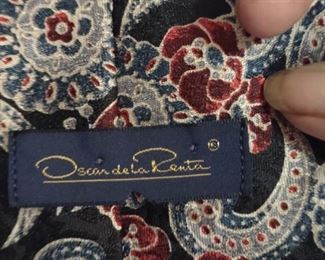 Oscar de la Renta ®